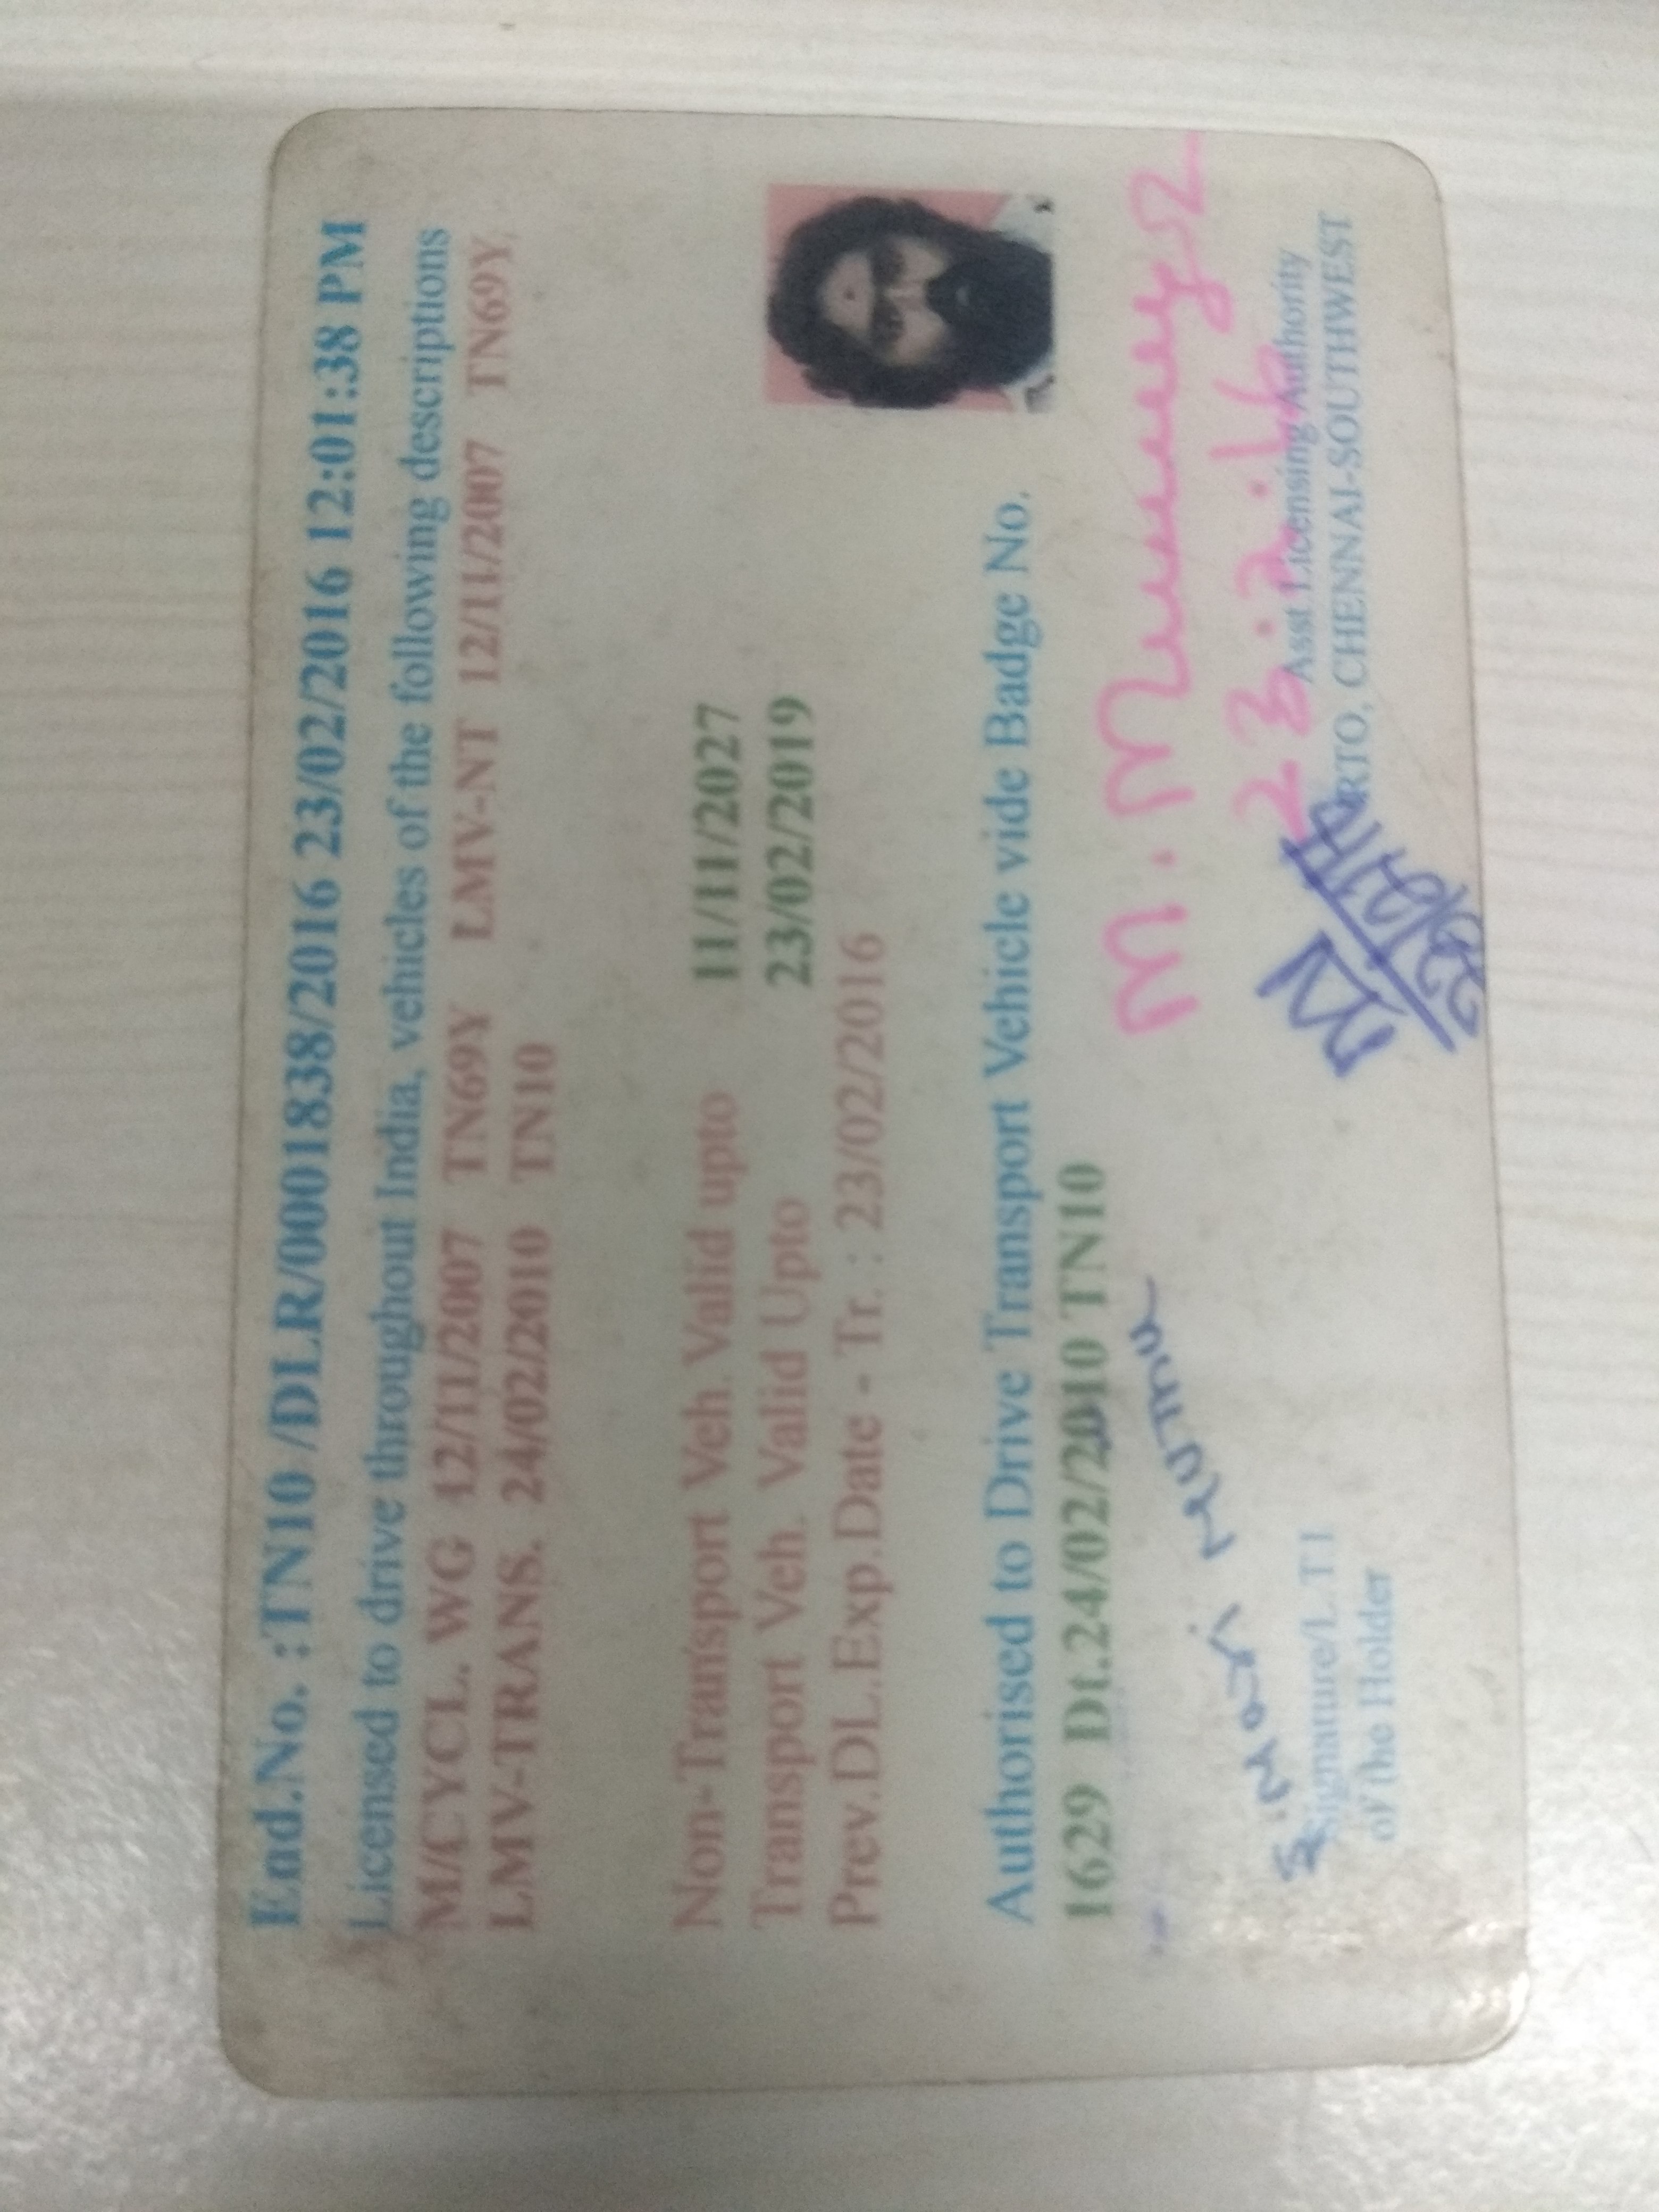 End.No. :TN10 /DLR/0001838/2016 23/02/2016 12:01:38 PM
Licensed to drive throughout India, vehicles of the following descriptions
M/CYCL. WG 12/11/2007 TN69Y LMV-NT 12/11/2007 TN69Y,
LMV-TRANS. 24/02/2010 TN10
Non-Transport Veh. Valid upto 11/11/2027
Transport Veh. Valid Upto 23/02/2019
Prev.DL.Exp.Date - Tr. : 23/02/2016
Authorised to Drive Transport Vehicle vide Badge No.
1629 Dt.24/02/2010 TN10
M.
23.2.16
Signature/L.T.I
of the Holder
Asst Licensing Authority
RTO, CHENNAI-SOUTHWEST